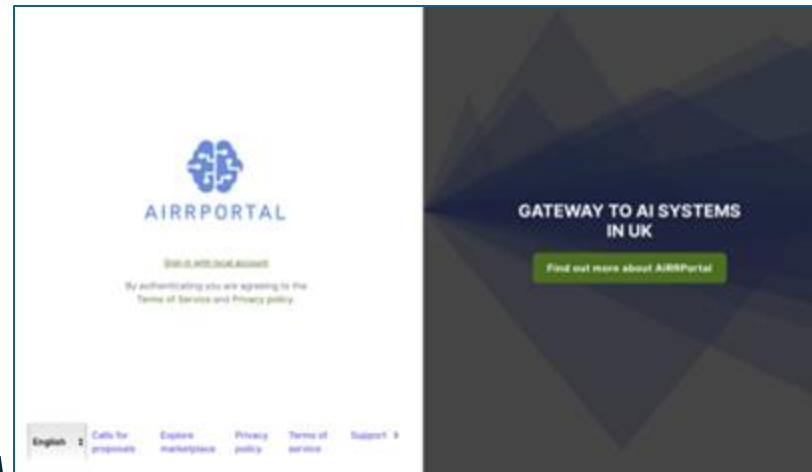 AIRRPORTAL
Sign in with local account
By authenticating you are agreeing to the
Terms of Service and Privacy policy.
English
Calls for
proposals
Explore
marketplace
Privacy
policy
Terms of
service
Support >
GATEWAY TO AI SYSTEMS
IN UK
Find out more about AIRRPortal